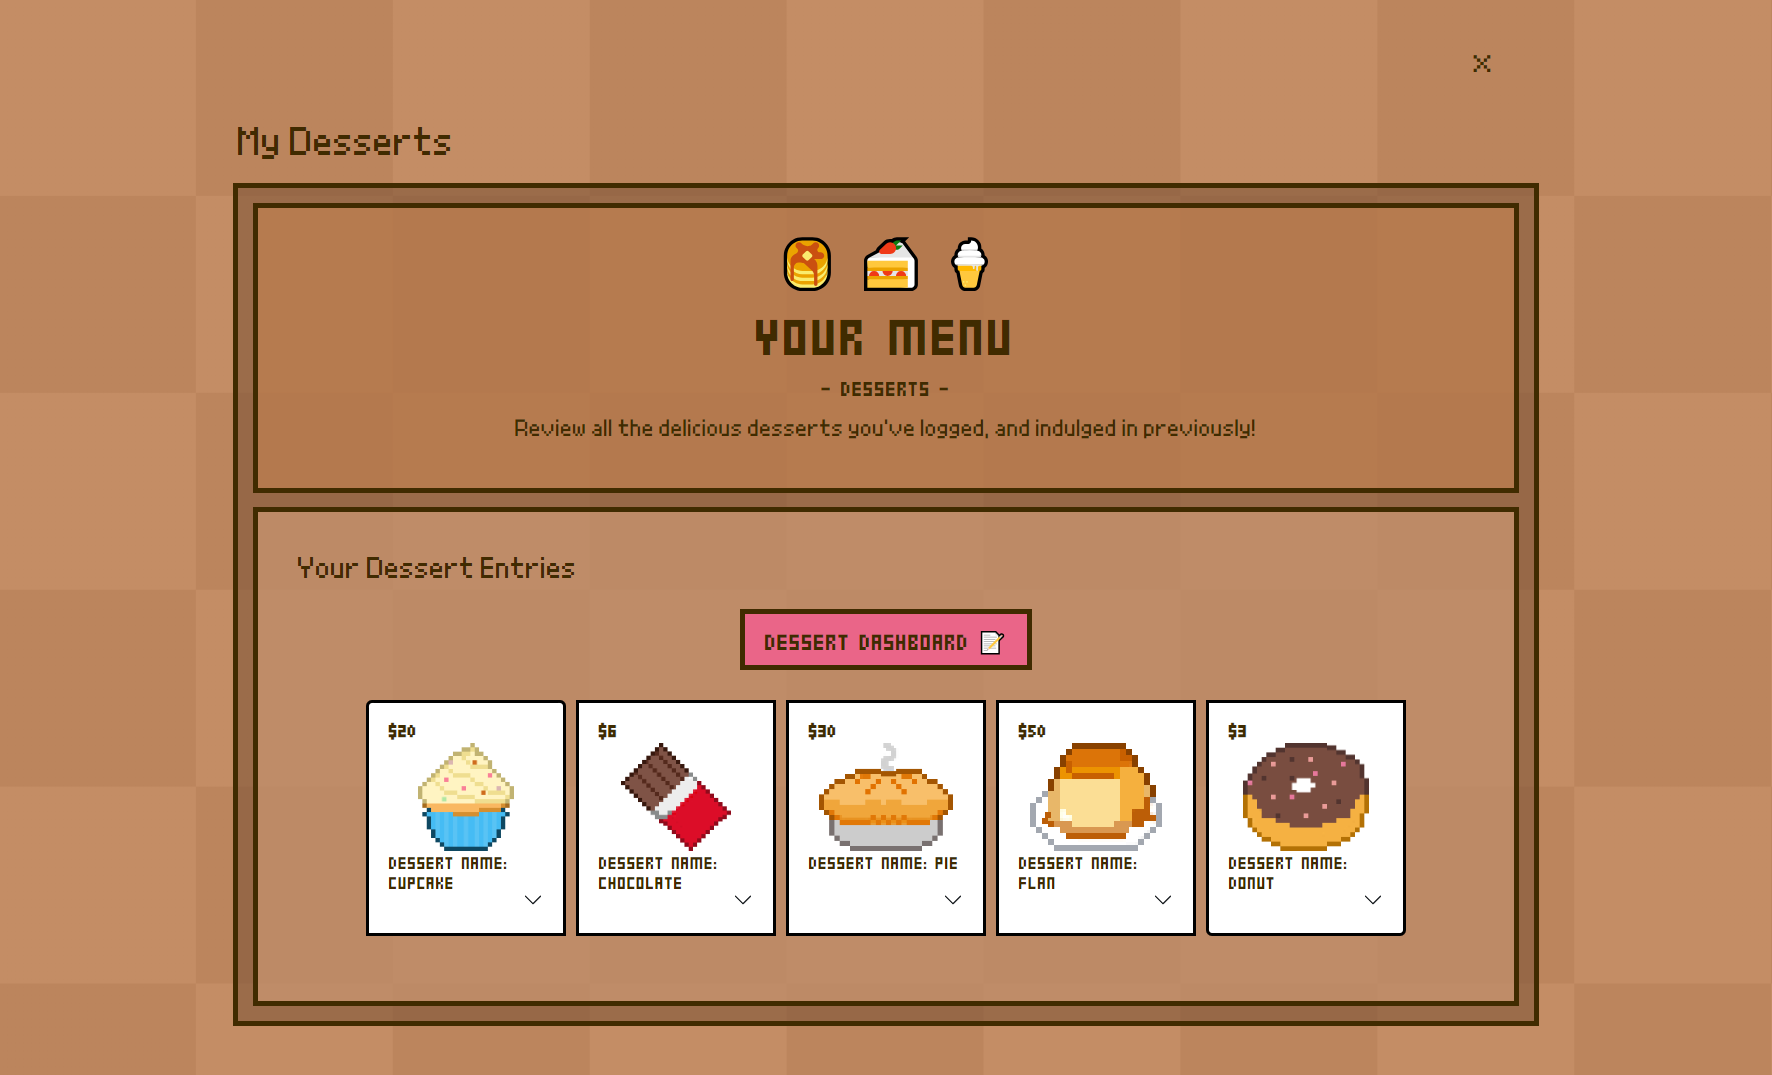 My Desserts
YOUR MENU
- DESSERTS -
Review all the delicious desserts you've logged, and indulged in previously!
Your Dessert Entries
DESSERT DASHBOARD
$20
DESSERT NAME:
CUPCAKE
$6
DESSERT NAME:
CHOCOLATE
$30
DESSERT NAME: PIE
$50
DESSERT NAME:
FLAN
$3
DESSERT NAME:
DONUT